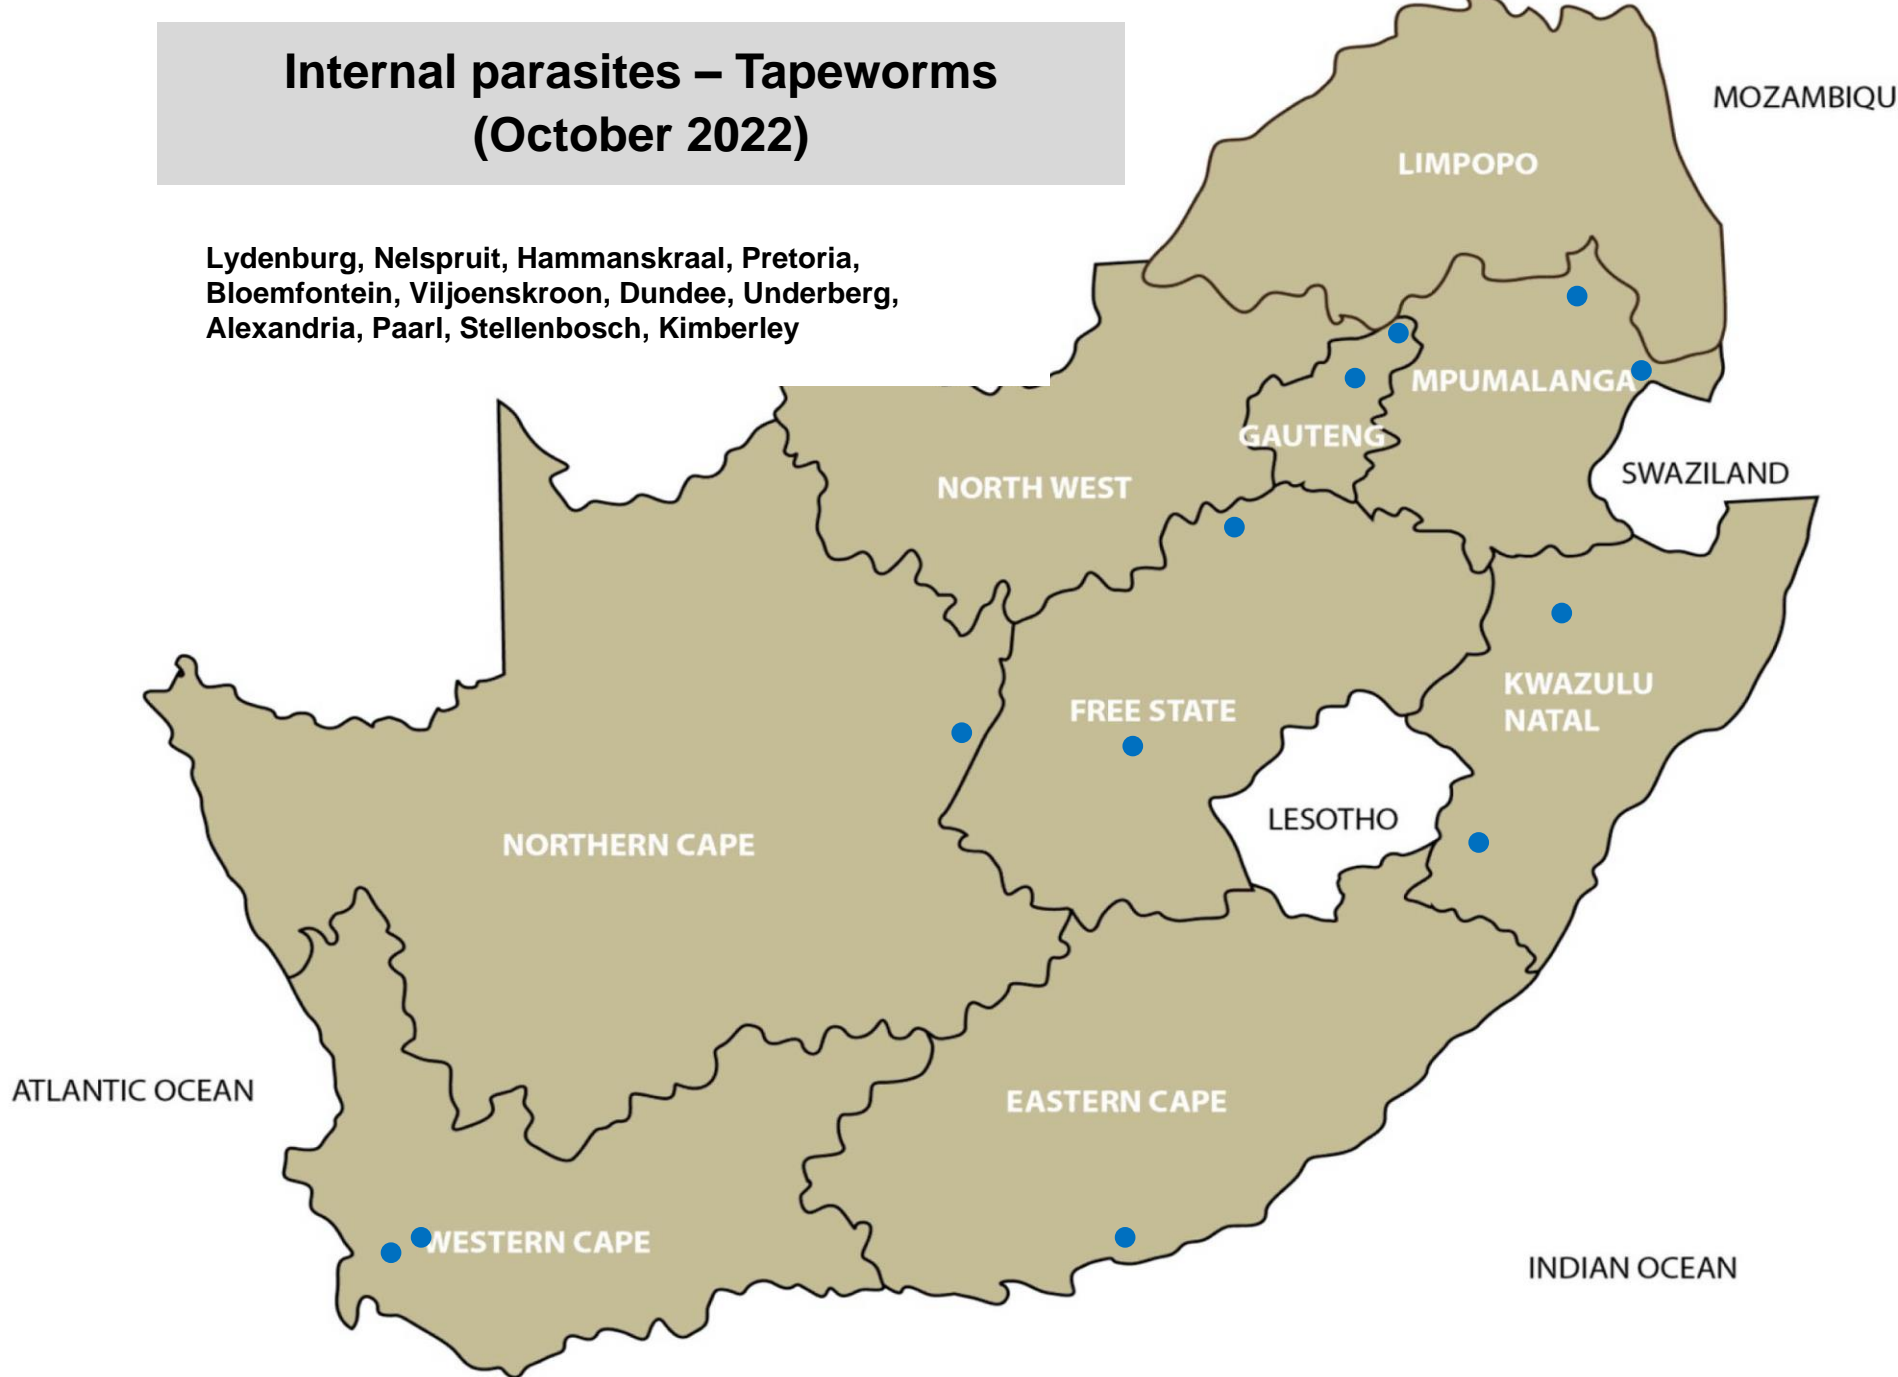 Internal parasites – Tapeworms
(October 2022)
MOZAMBIQU
LIMPOPO
Lydenburg, Nelspruit, Hammanskraal, Pretoria,
Bloemfontein, Viljoenskroon, Dundee, Underberg,
Alexandria, Paarl, Stellenbosch, Kimberley
MPUMALANGA
GAUTENG
SWAZILAND
NORTH WEST
KWAZULU
NATAL
FREE STATE
LESOTHO
NORTHERN CAPE
ATLANTIC OCEAN
EASTERN CAPE
WESTERN CAPE
INDIAN OCEAN